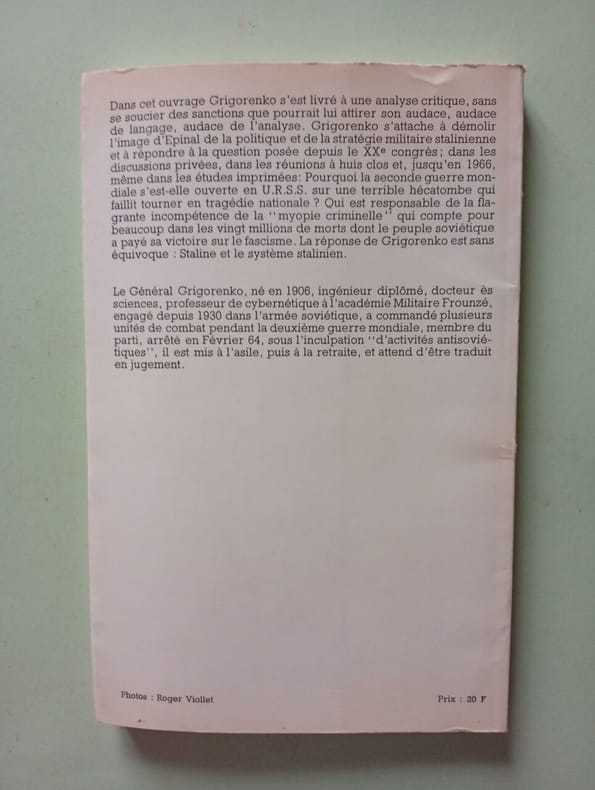 Dans cet ouvrage Grigorenko s'est livré à une analyse critique, sans
se soucier des sanctions que pourrait lui attirer son audace, audace
de langage, audace de l'analyse. Grigorenko s'attache à démolir
l'image d'Epinal de la politique et de la stratégie militaire stalinienne
et à répondre à la question posée depuis le XXe congrès ; dans les
discussions privées, dans les réunions à huis clos et, jusqu'en 1966,
même dans les études imprimées: Pourquoi la seconde guerre mon-
diale s'est-elle ouverte en U.R.S.S. sur une terrible hécatombe qui
faillit tourner en tragédie nationale ? Qui est responsable de la fla-
grante incompétence de la "myopie criminelle" qui compte pour
beaucoup dans les vingt millions de morts dont le peuple soviétique
a payé sa victoire sur le fascisme. La réponse de Grigorenko est sans
équivoque : Staline et le système stalinien.
Le Général Grigorenko, né en 1906, ingénieur diplômé, docteur ès
sciences, professeur de cybernétique à l'académie Militaire Frounzé,
engagé depuis 1930 dans l'armée soviétique, a commandé plusieurs
unités de combat pendant la deuxième guerre mondiale, membre du
parti, arrêté en Février 64, sous l'inculpation "d'activités antisovié-
tiques", il est mis à l'asile, puis à la retraite, et attend d'être traduit
en jugement.
Photos : Roger Viollet
Prix : 20 F